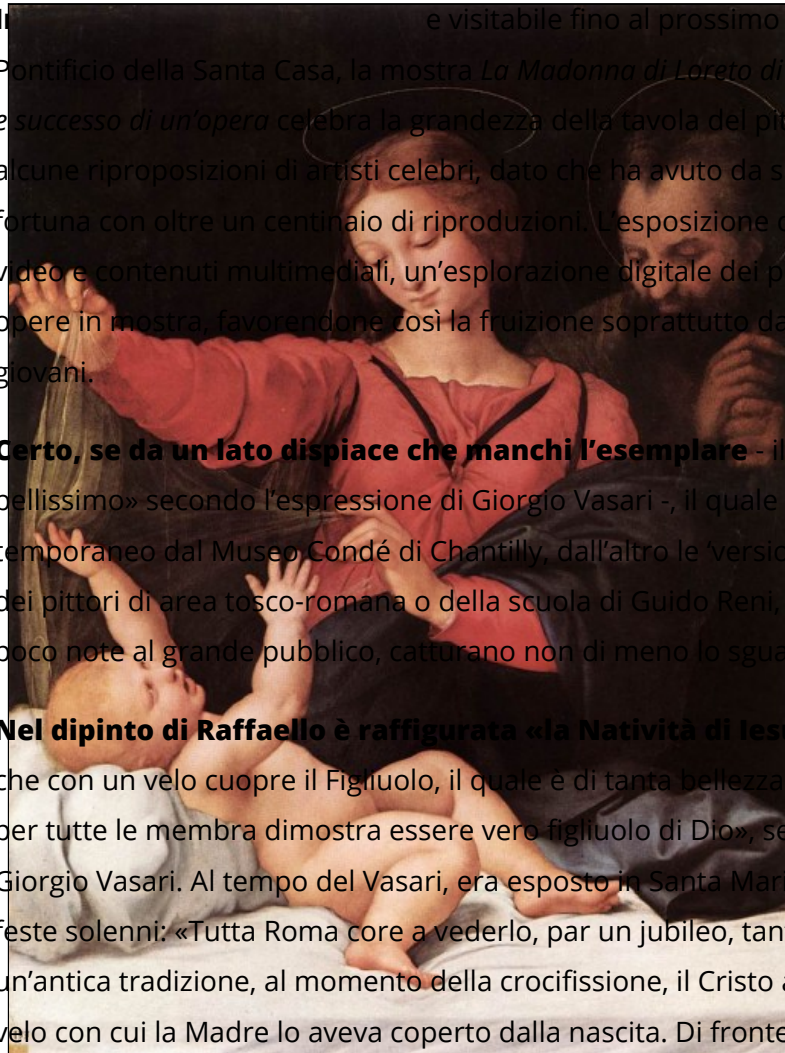 e visitabile fino al prossimo
Pontificio della Santa Casa, la mostra La Madonna di Loreto di
e successo di un’opera celebra la grandezza della tavola del pit
alcune riproposizioni di artisti celebri, dato che ha avuto da s
fortuna con oltre un centinaio di riproduzioni. L’esposizione
video e contenuti multimediali, un’esplorazione digitale dei p
opere in mostra, favorendone così la fruizione soprattutto da
giovani.
Certo, se da un lato dispiace che manchi l’esemplare - il
bellissimo» secondo l’espressione di Giorgio Vasari -, il quale
temporaneo dal Museo Condé di Chantilly, dall’altro le ‘versio
dei pittori di area tosco-romana o della scuola di Guido Reni,
poco note al grande pubblico, catturano non di meno lo sgua
Nel dipinto di Raffaello è raffigurata «la Natività di Iesu
che con un velo cuopre il Figliuolo, il quale è di tanta bellezza
per tutte le membra dimostra essere vero figliuolo di Dio», se
Giorgio Vasari. Al tempo del Vasari, era esposto in Santa Mari
feste solenni: «Tutta Roma core a vederlo, par un jubileo, tan
un’antica tradizione, al momento della crocifissione, il Cristo a
velo con cui la Madre lo aveva coperto dalla nascita. Di fronte